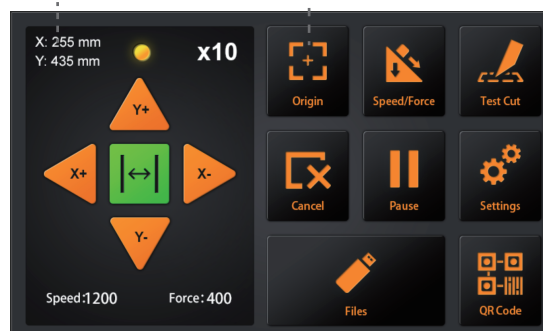 X: 255 mm
Y: 435 mm
x10
Y+
X+
X-
Y-
Speed:1200
Force:400
Origin
Speed/Force
Test Cut
Cancel
Pause
Settings
Files
QR Code